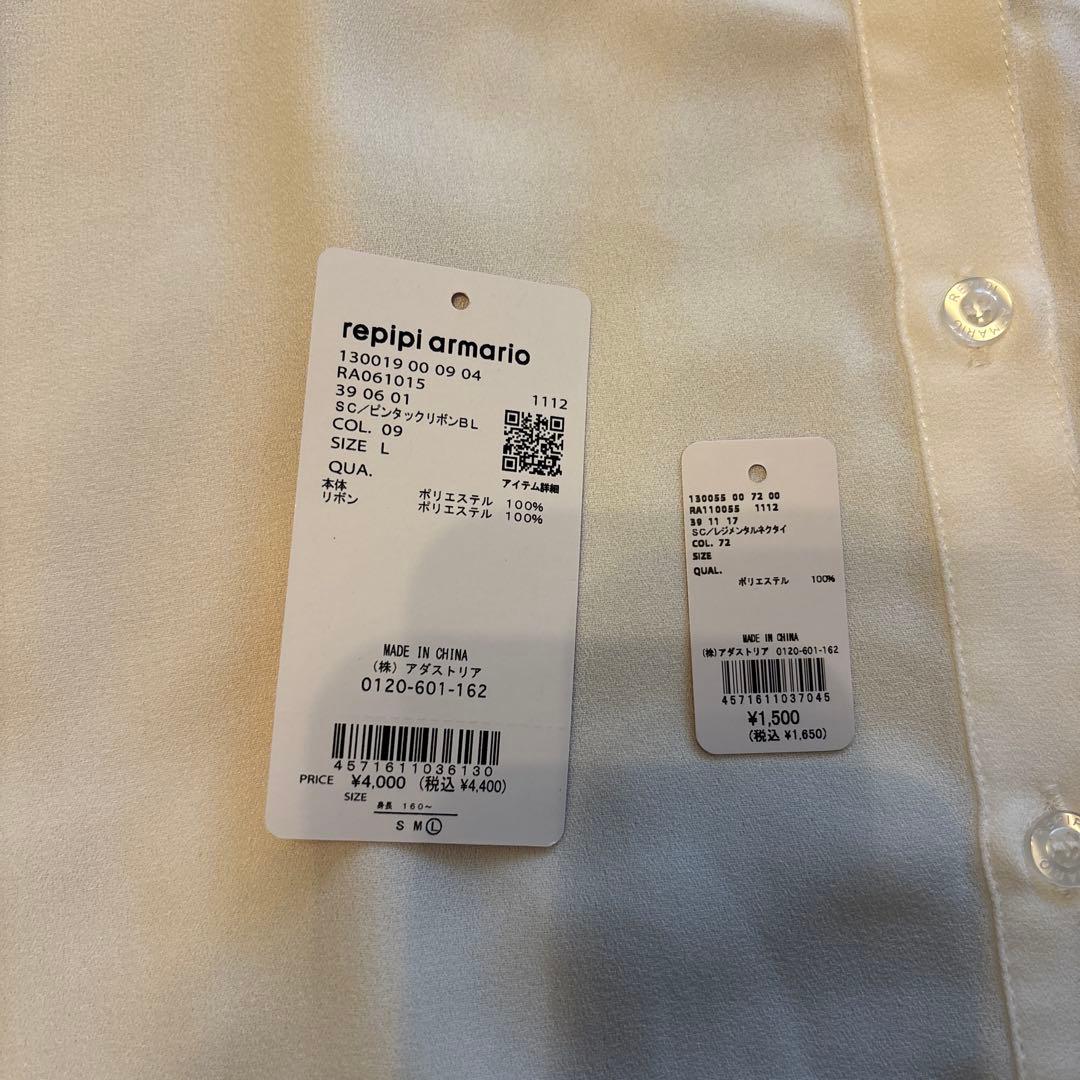 repipi armario
130019 00 09 04
RA061015
39 06 01 1112
SC/ピンタックリボンBL
COL. 09
SIZE L
アイテム詳細
QUA.
本体 ポリエステル 100%
リボン ポリエステル 100%
MADE IN CHINA
(株)アダストリア
0120-601-162
4571611036130
PRICE ¥4,000 (税込 ¥4,400)
SIZE
身長 160~
S M L
130055 00 72 00
RA110055 1112
39 11 17
SC/レジメンタルネクタイ
COL. 72
SIZE
QUAL.
ポリエステル 100%
MADE IN CHINA
(株)アダストリア 0120-601-162
4571611037045
¥1,500
(税込 ¥1,650)